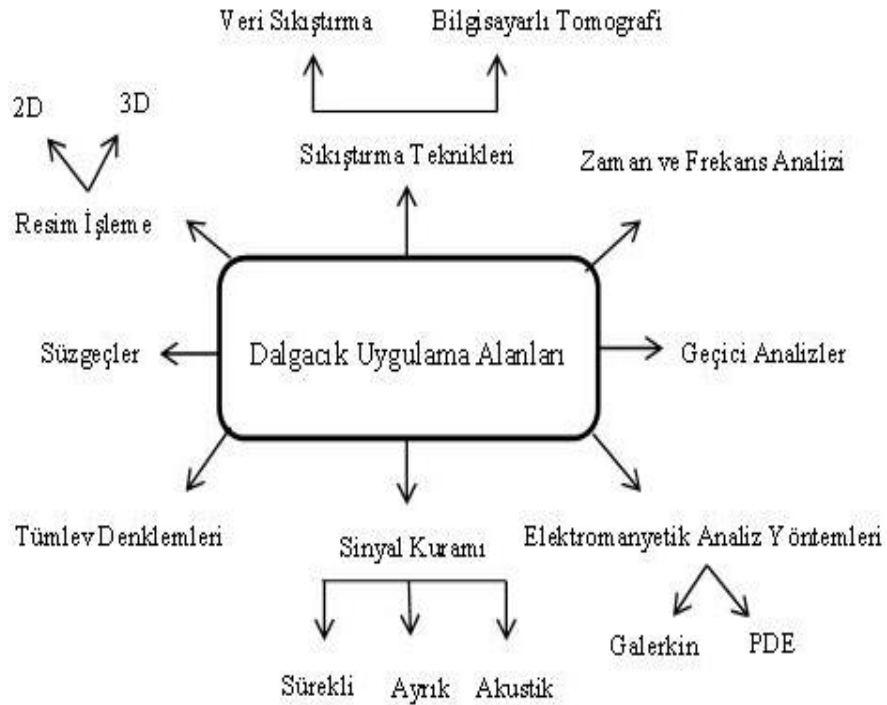 Veri Sıkıştırma Bilgisayarlı Tomografi
2D 3D
Sıkıştırma Teknikleri
Zaman ve Frekans Analizi
Resim İşleme
Süzgeçler
Dalgacık Uygulama Alanları
Geçici Analizler
Tümlev Denklemleri
Sinyal Kuramı
Elektromanyetik Analiz Yöntemleri
Galerkin PDE
Sürekli Ayrık Akustik